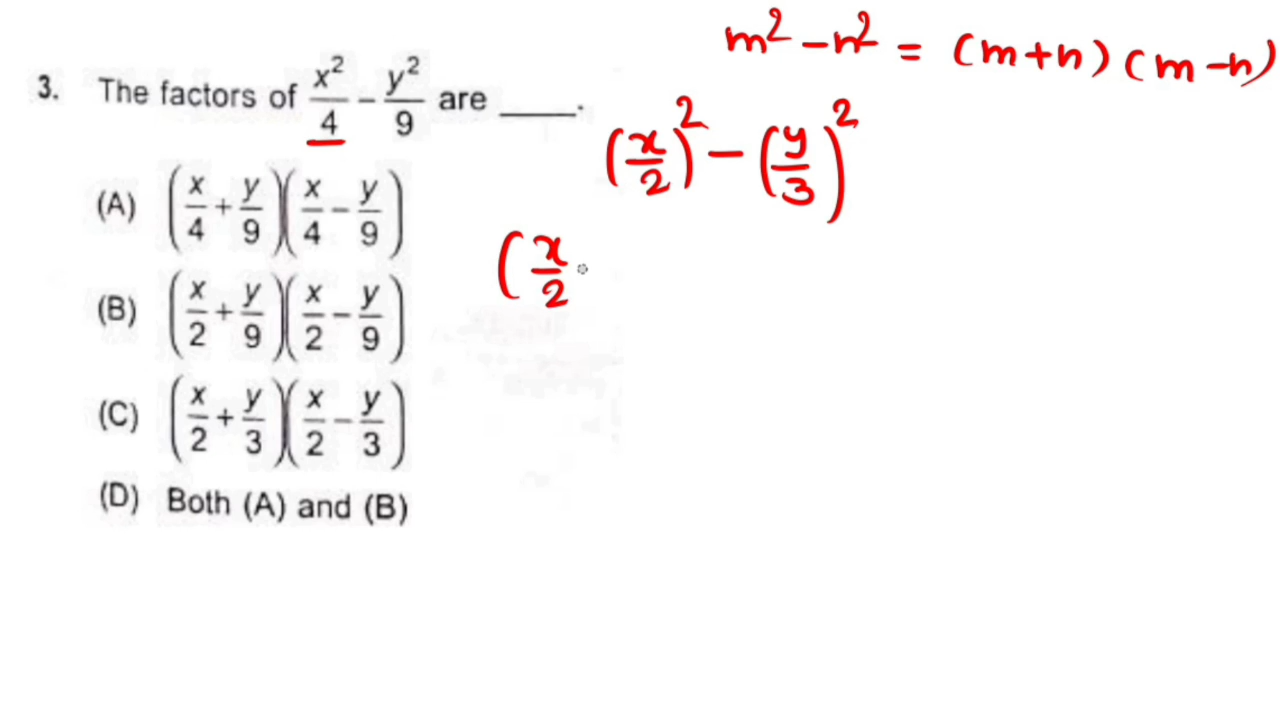 m² – n² = (m+n) (m–n)
3. The factors of x²/4 – y²/9 are ____.
(x/2)² – (y/3)²
(A) (x/4 + y/9)(x/4 – y/9)
(x/2
(B) (x/2 + y/9)(x/2 – y/9)
(C) (x/2 + y/3)(x/2 – y/3)
(D) Both (A) and (B)